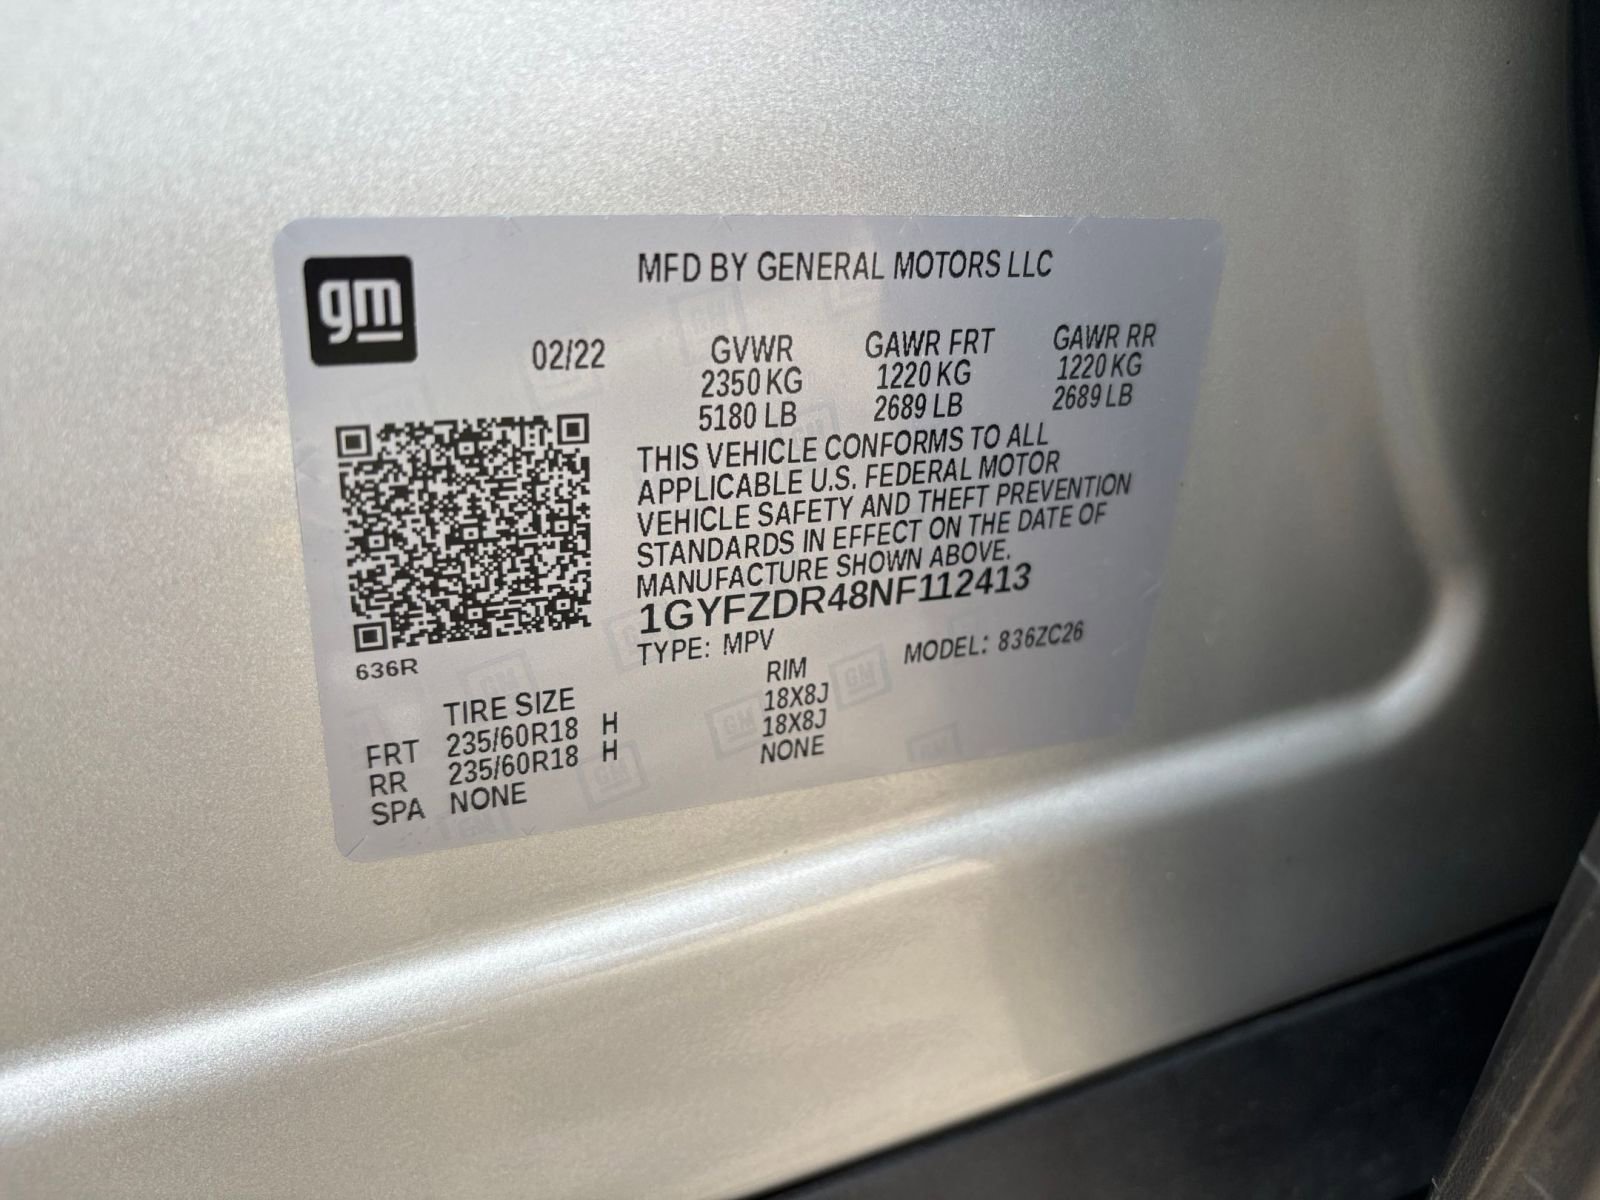 gm
MFD BY GENERAL MOTORS LLC
02/22 GVWR GAWR FRT GAWR RR
2350 KG 1220 KG 1220 KG
5180 LB 2689 LB 2689 LB
THIS VEHICLE CONFORMS TO ALL
APPLICABLE U.S. FEDERAL MOTOR
VEHICLE SAFETY AND THEFT PREVENTION
STANDARDS IN EFFECT ON THE DATE OF
MANUFACTURE SHOWN ABOVE.
1GYFZDR48NF112413
636R
TYPE: MPV MODEL: 836ZC26
TIRE SIZE RIM
FRT 235/60R18 H 18X8J
RR 235/60R18 H 18X8J
SPA NONE NONE